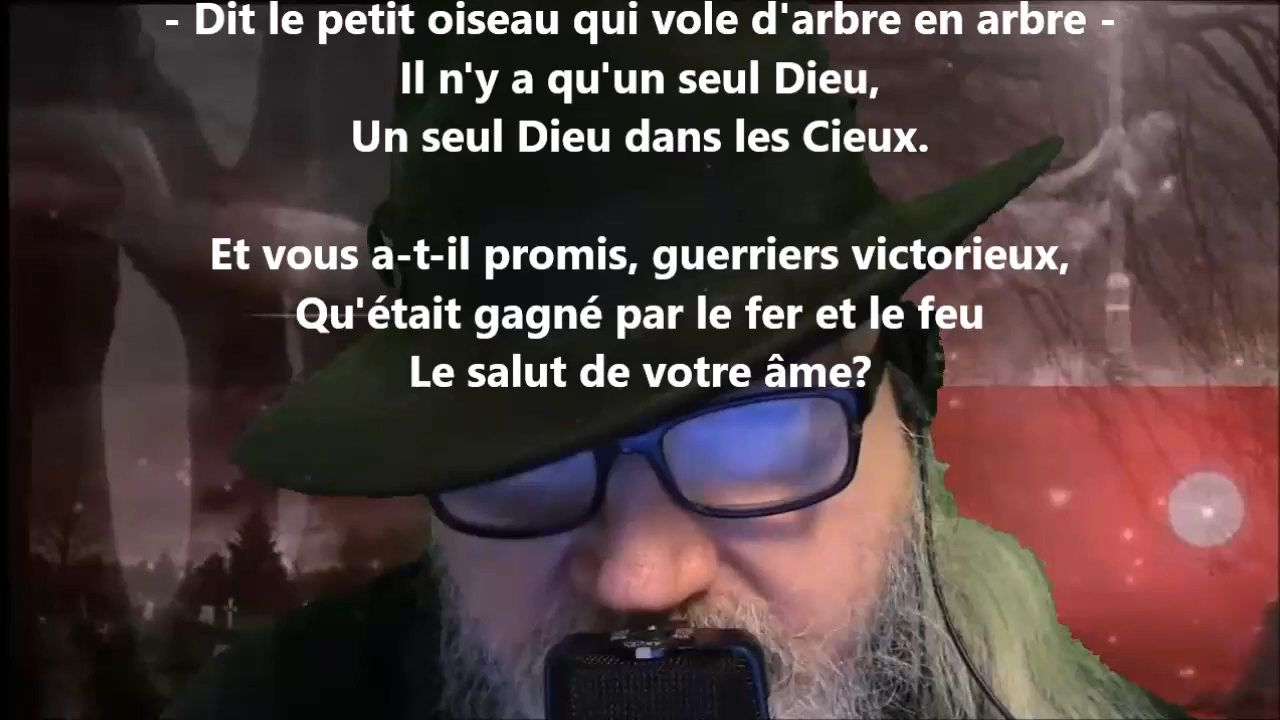 - Dit le petit oiseau qui vole d'arbre en arbre -
Il n'y a qu'un seul Dieu,
Un seul Dieu dans les Cieux.
Et vous a-t-il promis, guerriers victorieux,
Qu'était gagné par le fer et le feu
Le salut de votre âme?